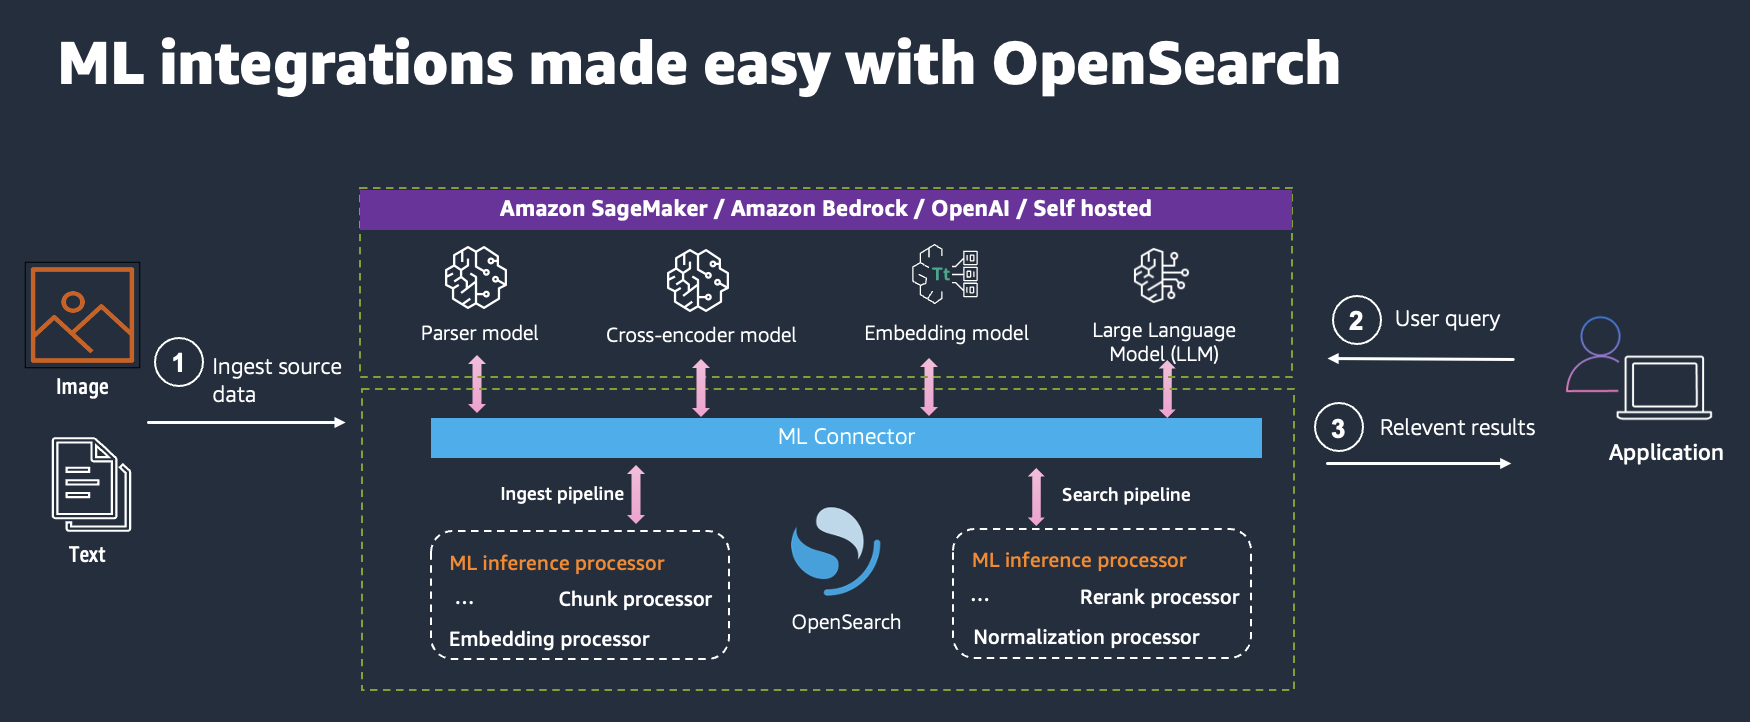 ML integrations made easy with OpenSearch
Amazon SageMaker / Amazon Bedrock / OpenAI / Self hosted
Tt
Parser model
Cross-encoder model
Embedding model
Large Language
Model (LLM)
Image
Text
1
Ingest source
data
2
User query
3
Relevent results
Application
ML Connector
Ingest pipeline
Search pipeline
ML inference processor
... Chunk processor
Embedding processor
OpenSearch
ML inference processor
... Rerank processor
Normalization processor